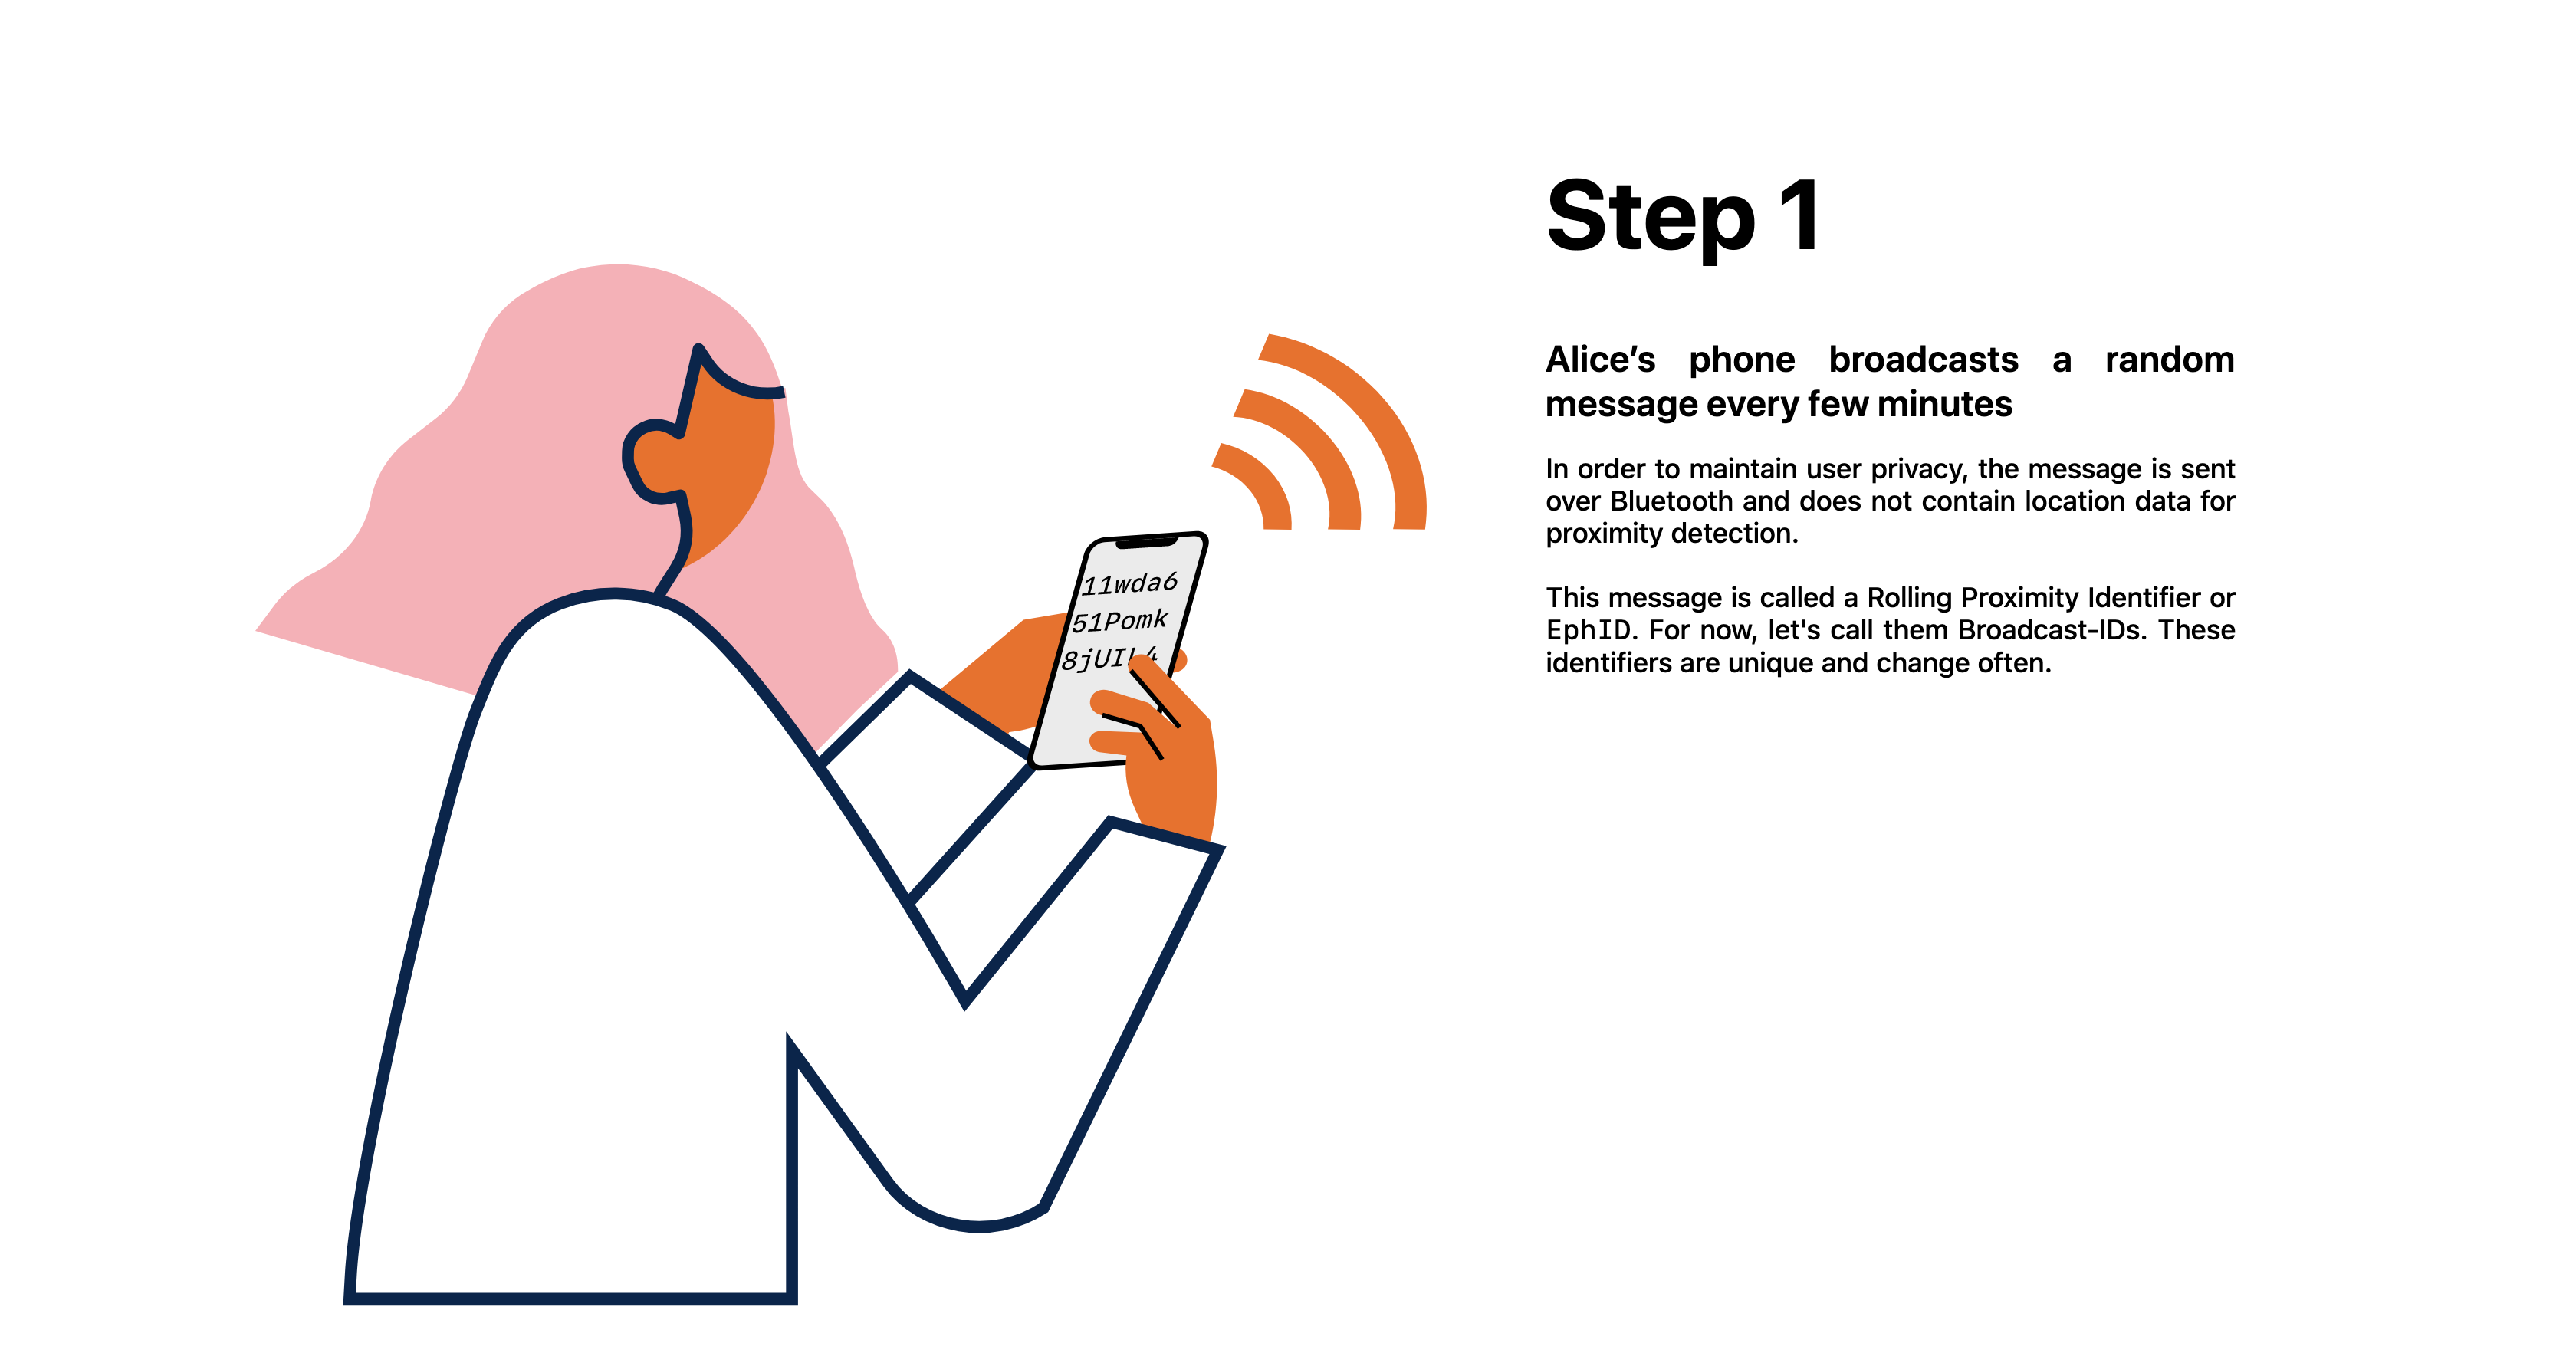 Step 1
Alice’s phone broadcasts a random
message every few minutes
In order to maintain user privacy, the message is sent
over Bluetooth and does not contain location data for
proximity detection.
This message is called a Rolling Proximity Identifier or
EphID. For now, let's call them Broadcast-IDs. These
identifiers are unique and change often.
11wda6
51Pomk